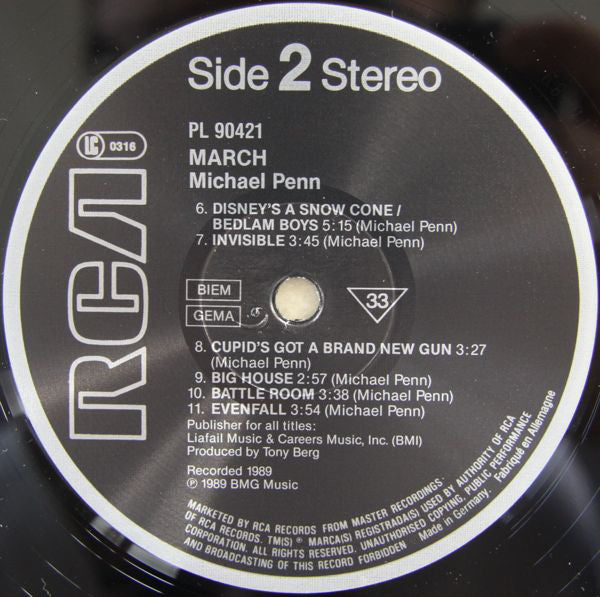 Side 2 Stereo
PL 90421
LC 0316
MARCH
Michael Penn
RCA
6. DISNEY'S A SNOW CONE /
BEDLAM BOYS 5:15 (Michael Penn)
7. INVISIBLE 3:45 (Michael Penn)
BIEM
GEMA
33
8. CUPID'S GOT A BRAND NEW GUN 3:27
(Michael Penn)
9. BIG HOUSE 2:57 (Michael Penn)
10. BATTLE ROOM 3:38 (Michael Penn)
11. EVENFALL 3:54 (Michael Penn)
Publisher for all titles:
Liafail Music & Careers Music, Inc. (BMI)
Produced by Tony Berg
Recorded 1989
℗ 1989 BMG Music
MARKETED BY RCA RECORDS FROM MASTER RECORDINGS
OF RCA RECORDS. TM(S) ® MARCA(S) REGISTRADA(S) USED BY AUTHORITY OF RCA
CORPORATION. ALL RIGHTS RESERVED. UNAUTHORISED COPYING. PUBLIC PERFORMANCE
AND BROADCASTING OF THIS RECORD FORBIDDEN
Made in Germany. Fabriqué en Allemagne